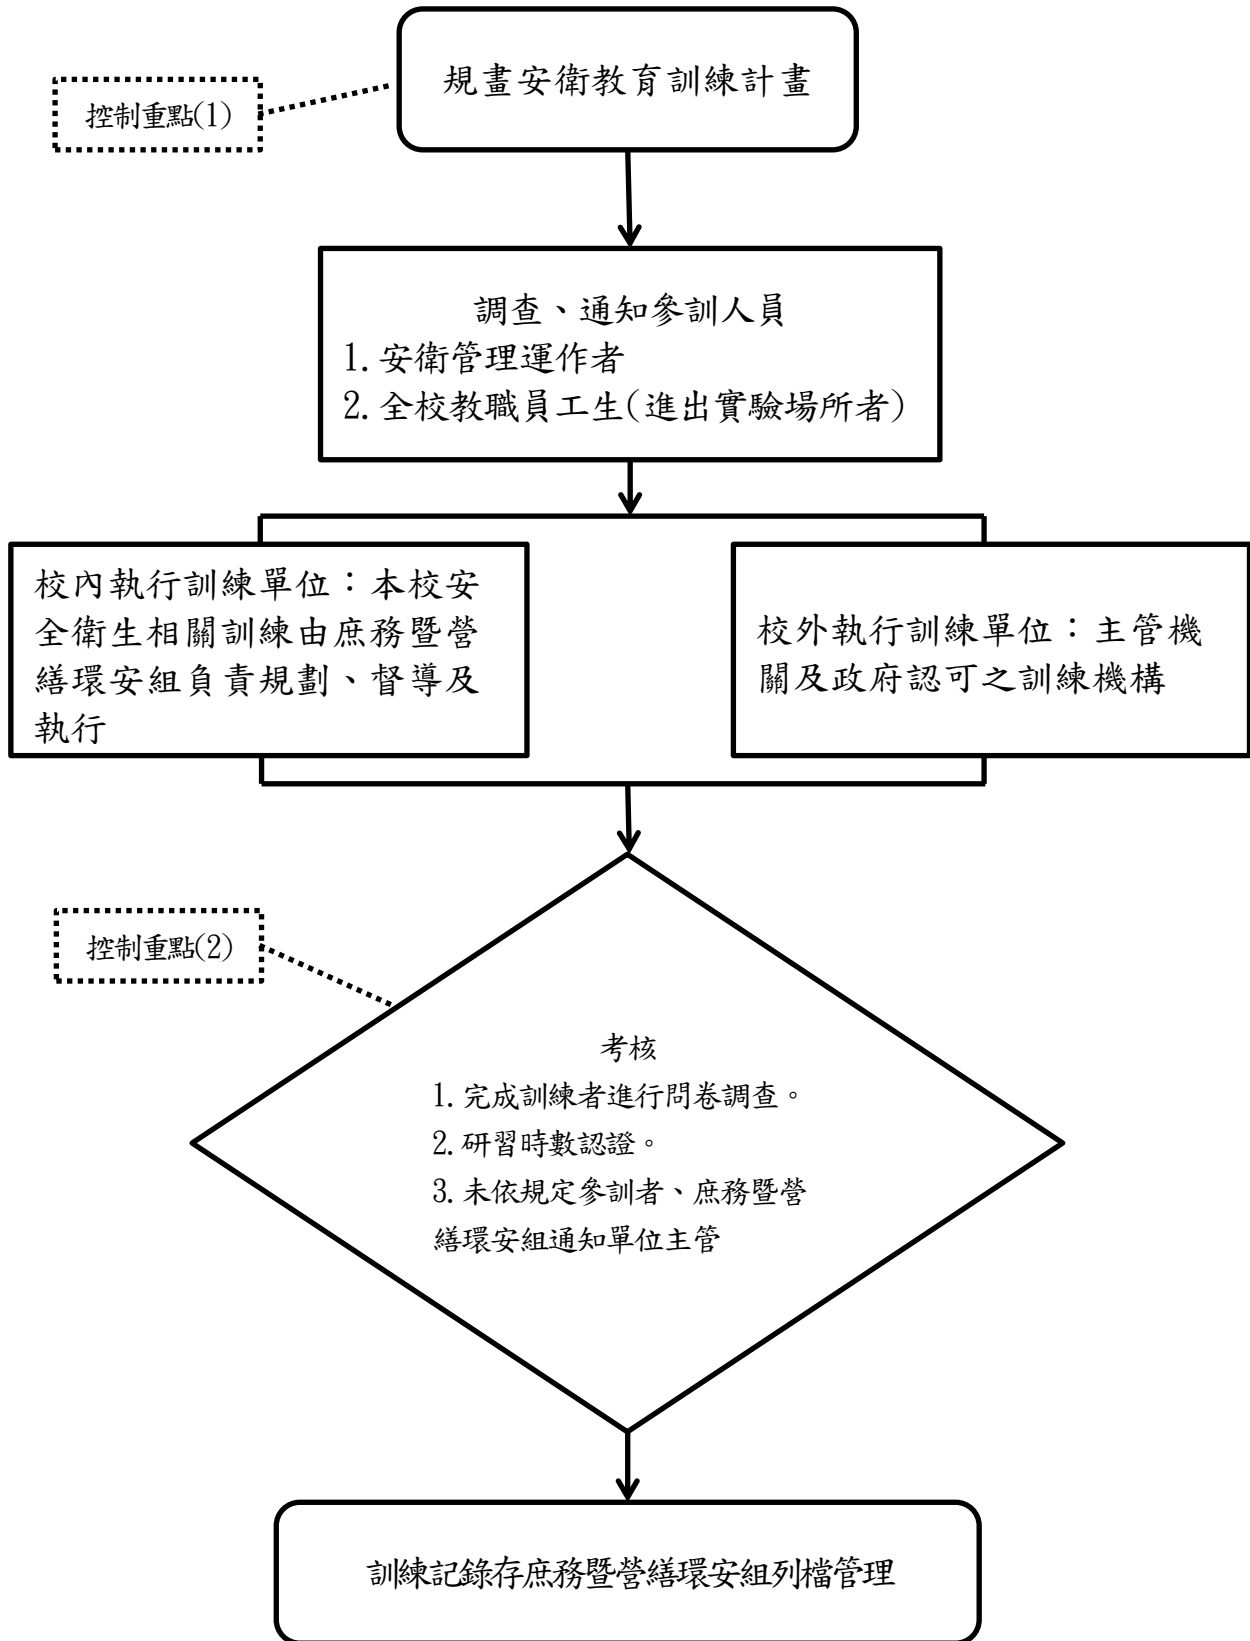 規畫安衛教育訓練計畫
控制重點(1)
調查、通知參訓人員
1.安衛管理運作者
2.全校教職員工生(進出實驗場所者)
校內執行訓練單位：本校安
全衛生相關訓練由庶務暨營
繕環安組負責規劃、督導及
執行
校外執行訓練單位：主管機
關及政府認可之訓練機構
控制重點(2)
考核
1.完成訓練者進行問卷調查。
2.研習時數認證。
3.未依規定參訓者、庶務暨營
繕環安組通知單位主管
訓練記錄存庶務暨營繕環安組列檔管理